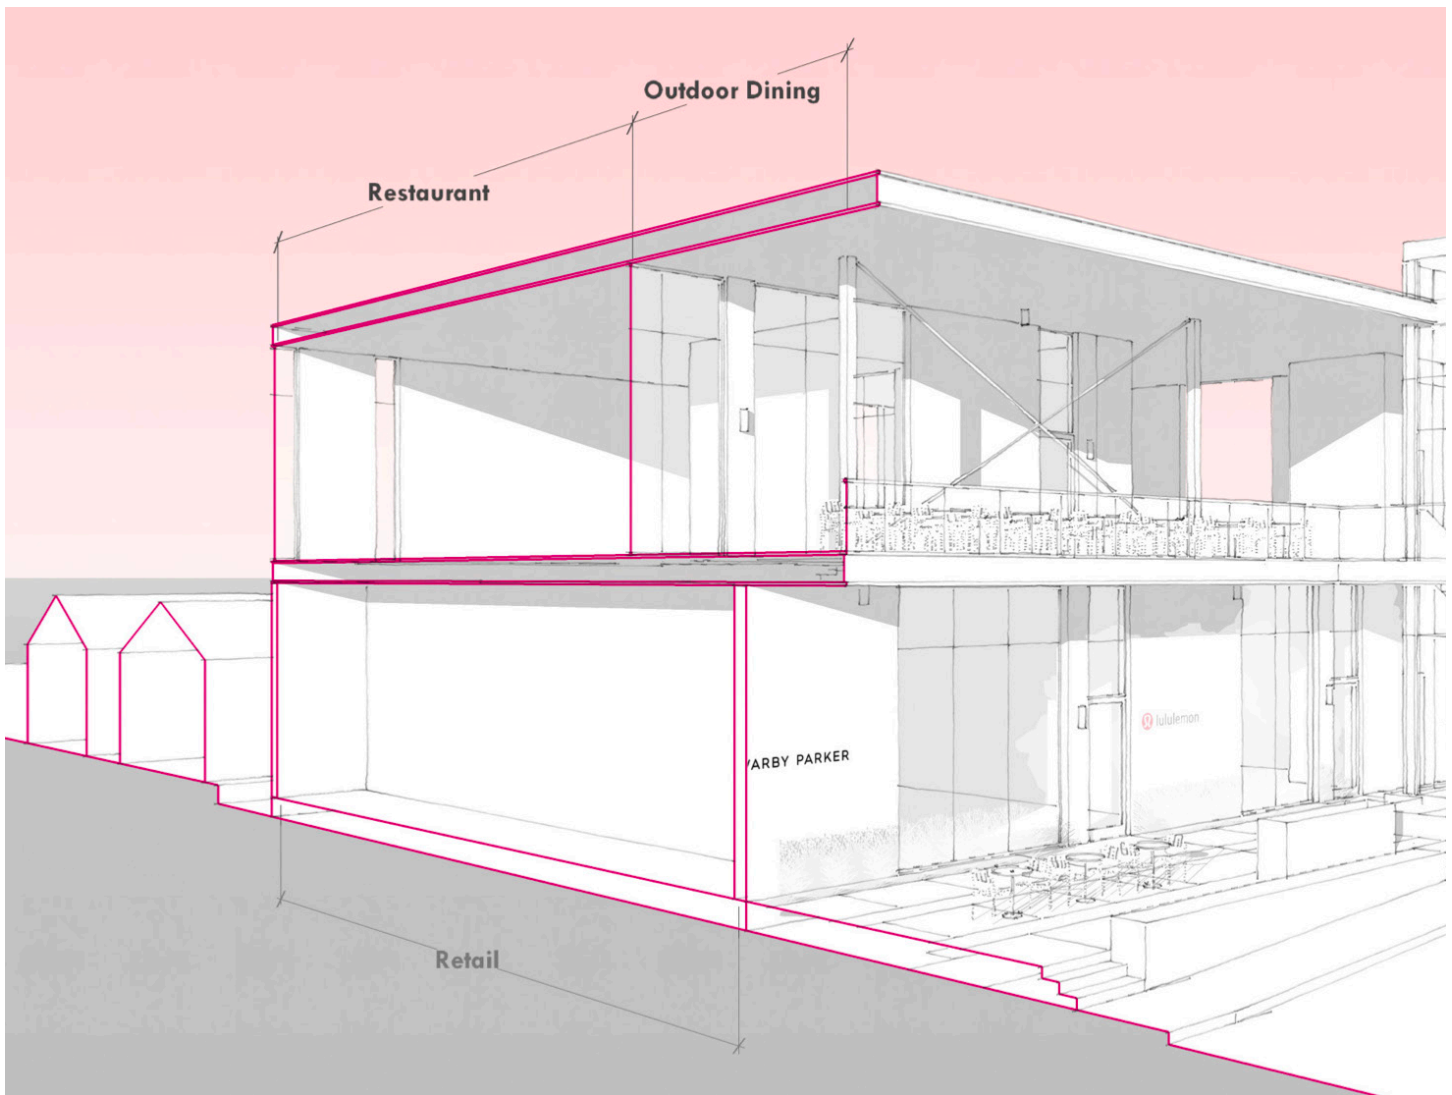 Outdoor Dining
Restaurant
ARBY PARKER
lululemon
Retail